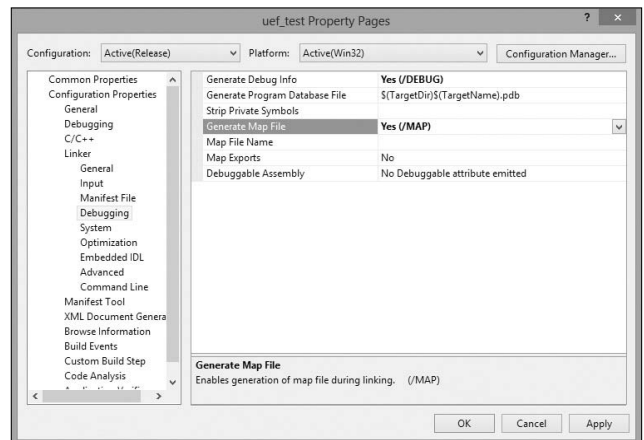 uef_test Property Pages
Configuration: Active(Release) Platform: Active(Win32) Configuration Manager...
Common Properties
Configuration Properties
General
Debugging
C/C++
Linker
General
Input
Manifest File
Debugging
System
Optimization
Embedded IDL
Advanced
Command Line
Manifest Tool
XML Document Genera
Browse Information
Build Events
Custom Build Step
Code Analysis
Generate Debug Info Yes (/DEBUG)
Generate Program Database File $(TargetDir)$(TargetName).pdb
Strip Private Symbols
Generate Map File Yes (/MAP)
Map File Name
Map Exports No
Debuggable Assembly No Debuggable attribute emitted
Generate Map File
Enables generation of map file during linking. (/MAP)
OK Cancel Apply